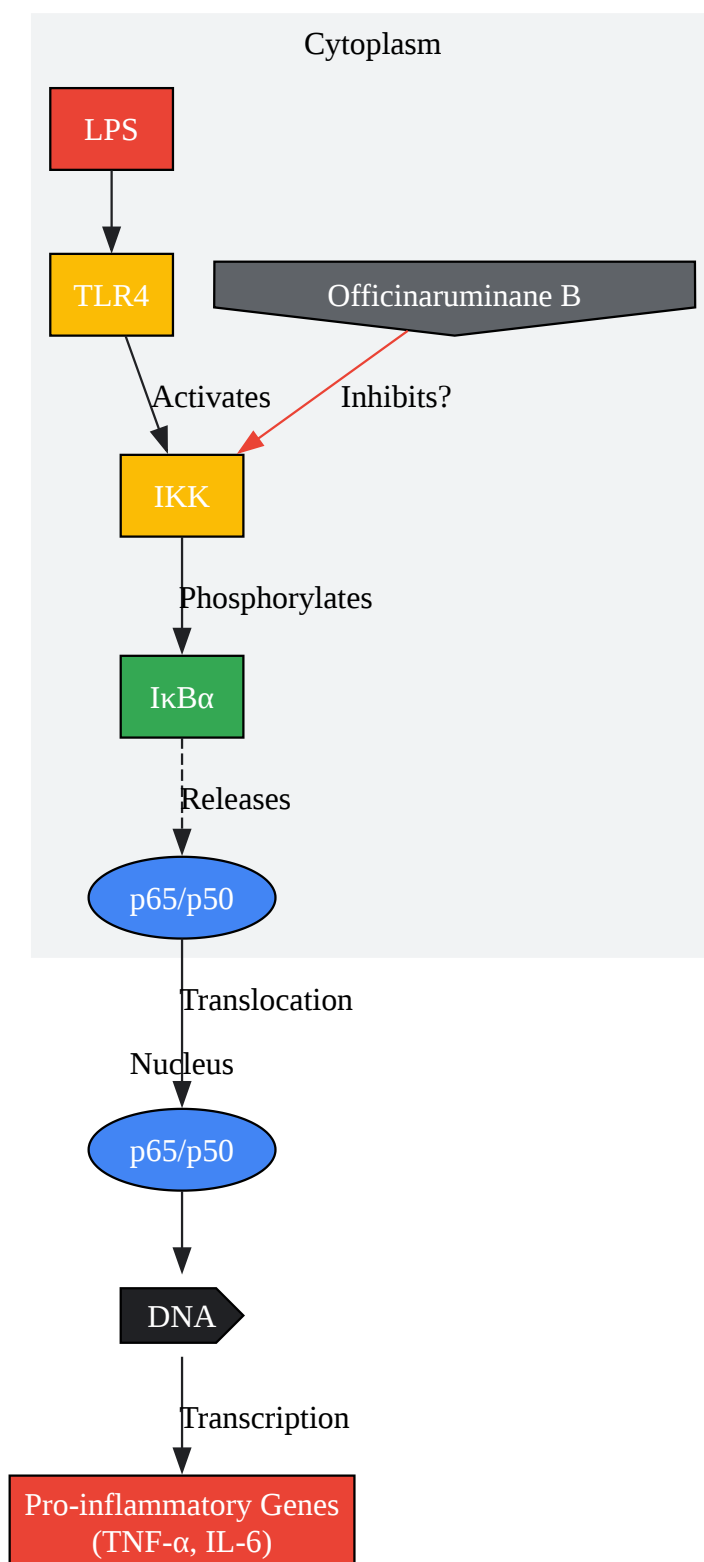 Cytoplasm
LPS
TLR4
Officinaruminane B
Activates
Inhibits?
IKK
Phosphorylates
IκBα
Releases
p65/p50
Translocation
Nucleus
p65/p50
DNA
Transcription
Pro-inflammatory Genes
(TNF-α, IL-6)